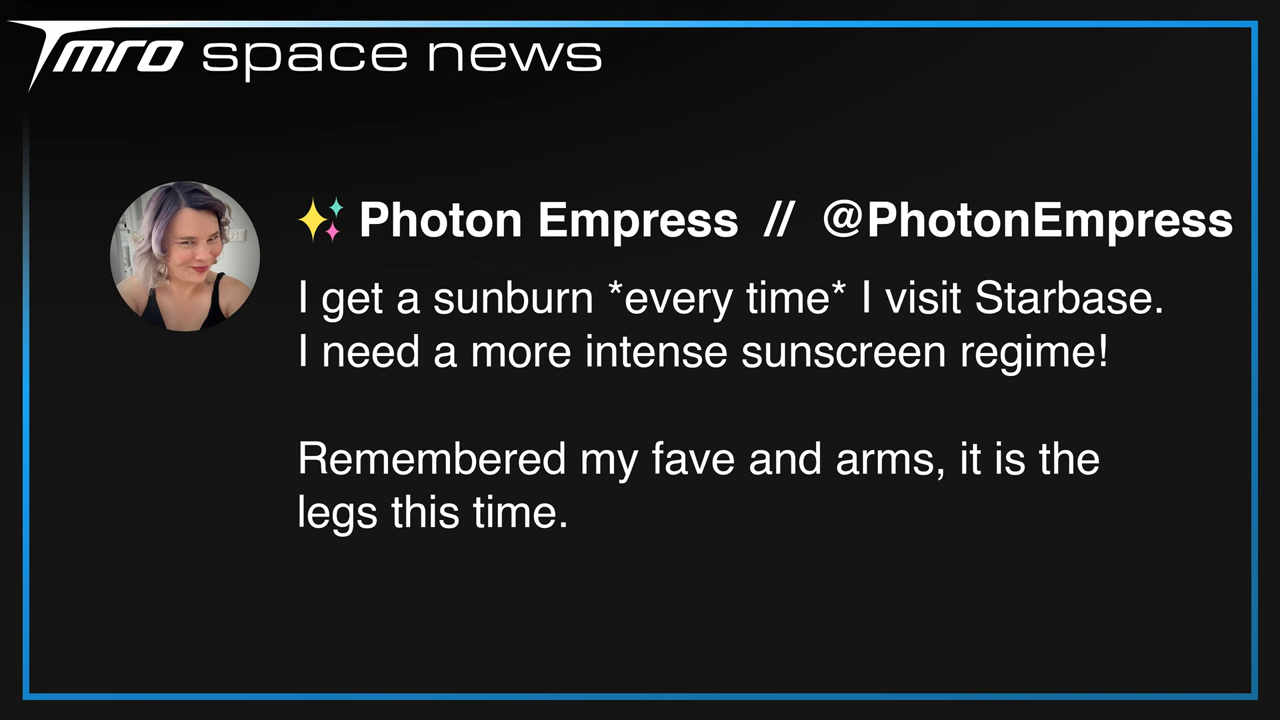 Tmro space news
✨ Photon Empress // @PhotonEmpress
I get a sunburn *every time* I visit Starbase.
I need a more intense sunscreen regime!
Remembered my fave and arms, it is the
legs this time.